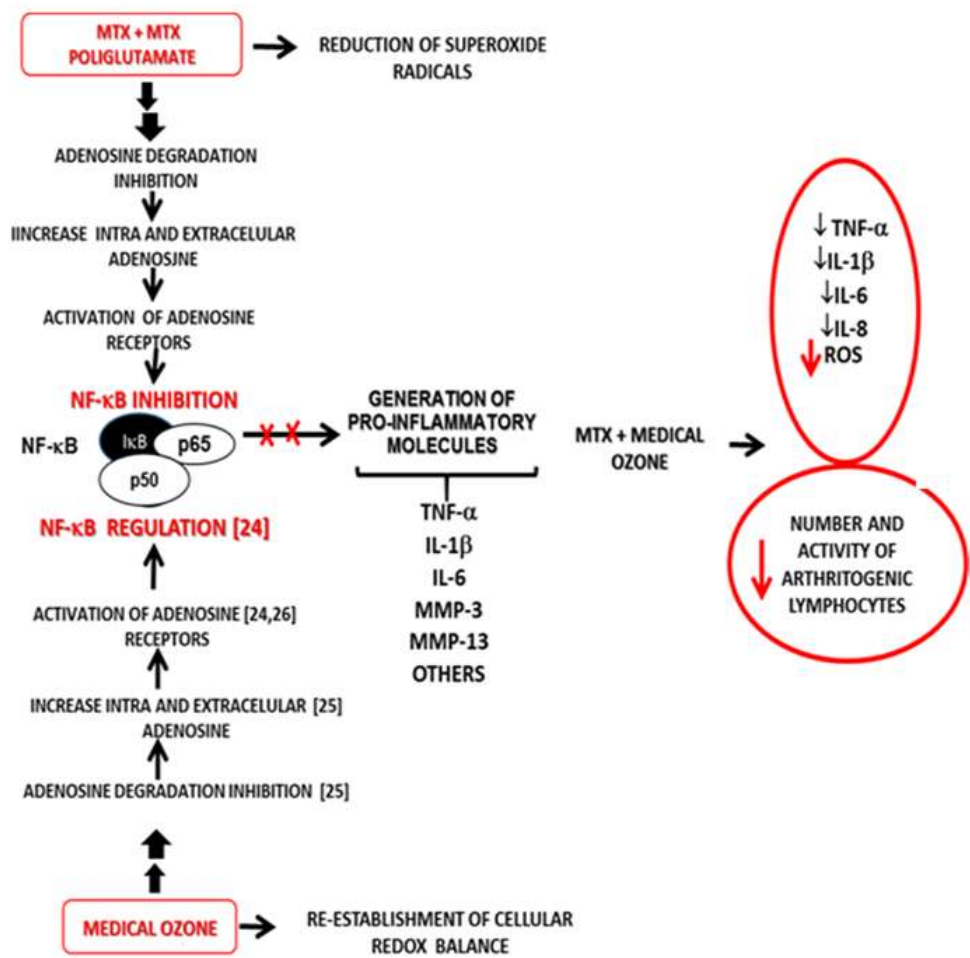 MTX + MTX
POLIGLUTAMATE
REDUCTION OF SUPEROXIDE
RADICALS
ADENOSINE DEGRADATION
INHIBITION
IINCREASE INTRA AND EXTRACELULAR
ADENOSINE
ACTIVATION OF ADENOSINE
RECEPTORS
NF-κB INHIBITION
NF-κB
IκB
p65
p50
NF-κB REGULATION [24]
ACTIVATION OF ADENOSINE [24,26]
RECEPTORS
INCREASE INTRA AND EXTRACELULAR [25]
ADENOSINE
ADENOSINE DEGRADATION INHIBITION [25]
MEDICAL OZONE
RE-ESTABLISHMENT OF CELLULAR
REDOX BALANCE
GENERATION OF
PRO-INFLAMMATORY
MOLECULES
TNF-α
IL-1β
IL-6
MMP-3
MMP-13
OTHERS
MTX + MEDICAL
OZONE
↓TNF-α
↓IL-1β
↓IL-6
↓IL-8
↓ROS
NUMBER AND
ACTIVITY OF
ARTHRITOGENIC
LYMPHOCYTES